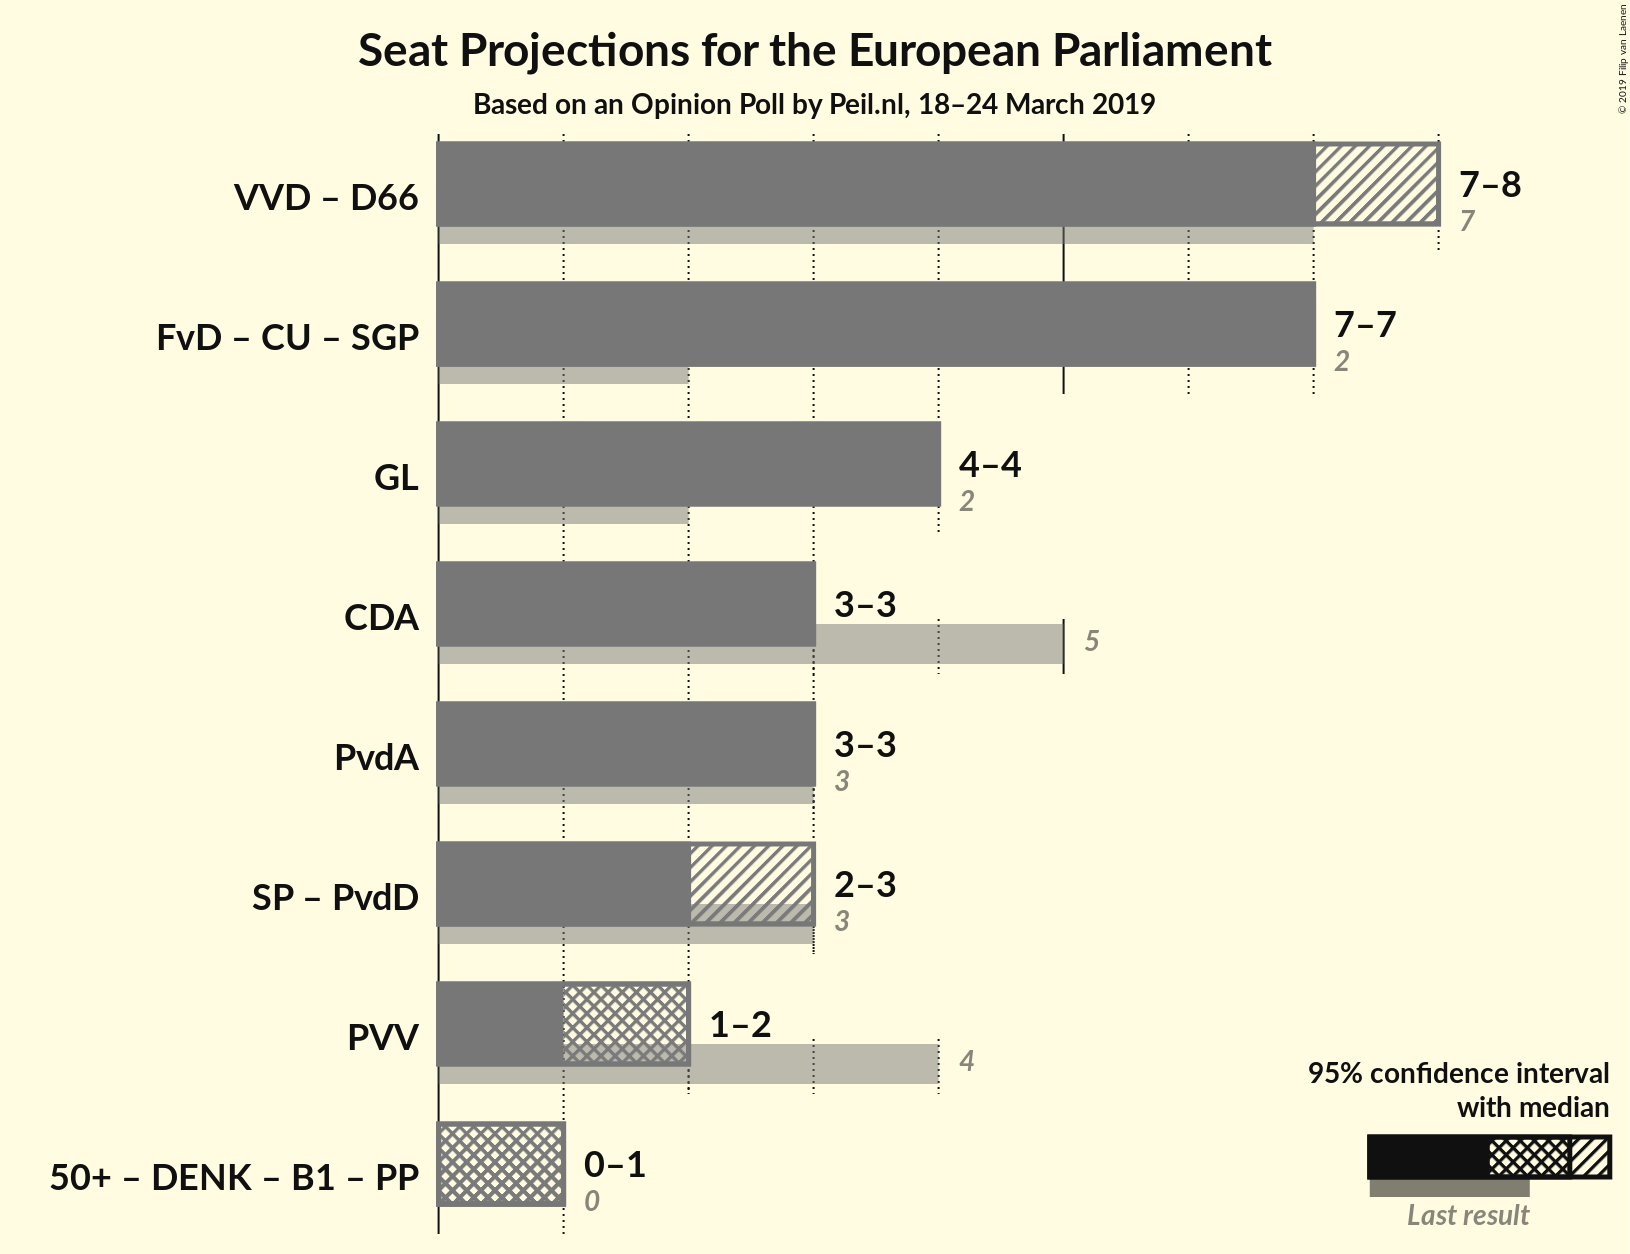 Seat Projections for the European Parliament
Based on an Opinion Poll by Peil.nl, 18–24 March 2019
© 2019 Filip van Laenen
VVD – D66
7–8
7
FvD – CU – SGP
7–7
2
GL
4–4
2
CDA
3–3
5
PvdA
3–3
3
SP – PvdD
2–3
3
PVV
1–2
4
50+ – DENK – B1 – PP
0–1
0
95% confidence interval
with median
Last result